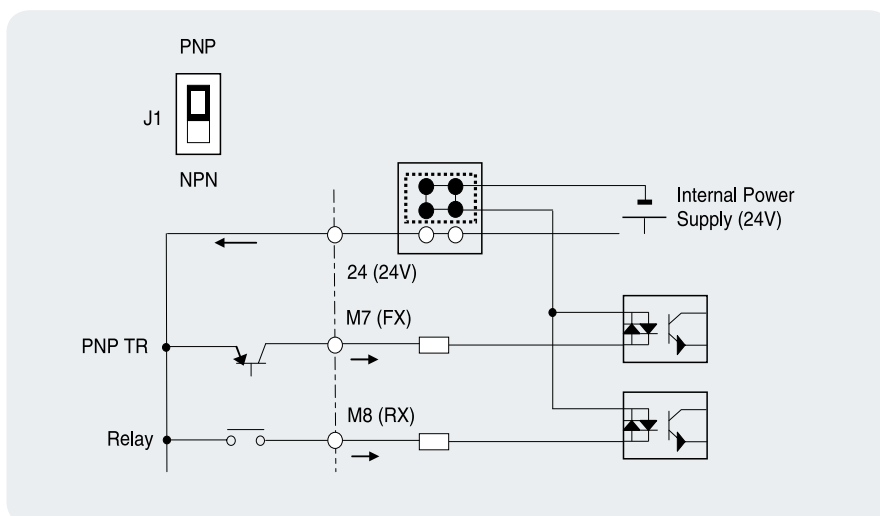 PNP
J1
NPN
Internal Power
Supply (24V)
24 (24V)
M7 (FX)
PNP TR
M8 (RX)
Relay